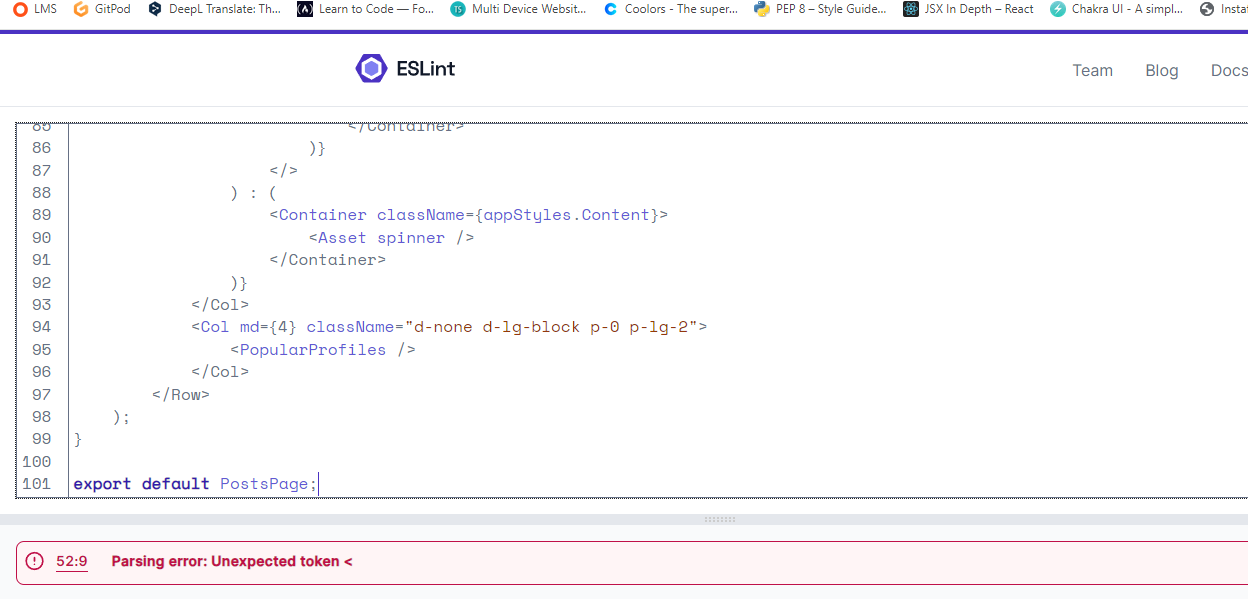 LMS GitPod DeepL Translate: Th... Learn to Code — Fo... Multi Device Websit... Coolors - The super... PEP 8 – Style Guide... JSX In Depth – React Chakra UI - A simpl... Insta
ESLint Team Blog Docs
85 </Container>
86 )}
87 </>
88 ) : (
89 <Container className={appStyles.Content}>
90 <Asset spinner />
91 </Container>
92 )}
93 </Col>
94 <Col md={4} className="d-none d-lg-block p-0 p-lg-2">
95 <PopularProfiles />
96 </Col>
97 </Row>
98 );
99 }
100
101 export default PostsPage;
52:9 Parsing error: Unexpected token <